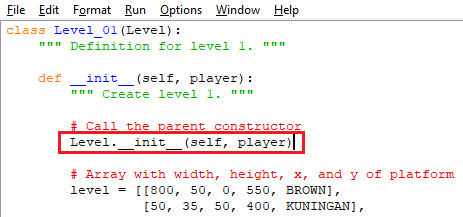 File Edit Format Run Options Window Help
class Level_01(Level):
    """ Definition for level 1. """

    def __init__(self, player):
        """ Create level 1. """

        # Call the parent constructor
        Level.__init__(self, player)

        # Array with width, height, x, and y of platform
        level = [[800, 50, 0, 550, BROWN],
                 [50, 35, 50, 400, KUNINGAN],